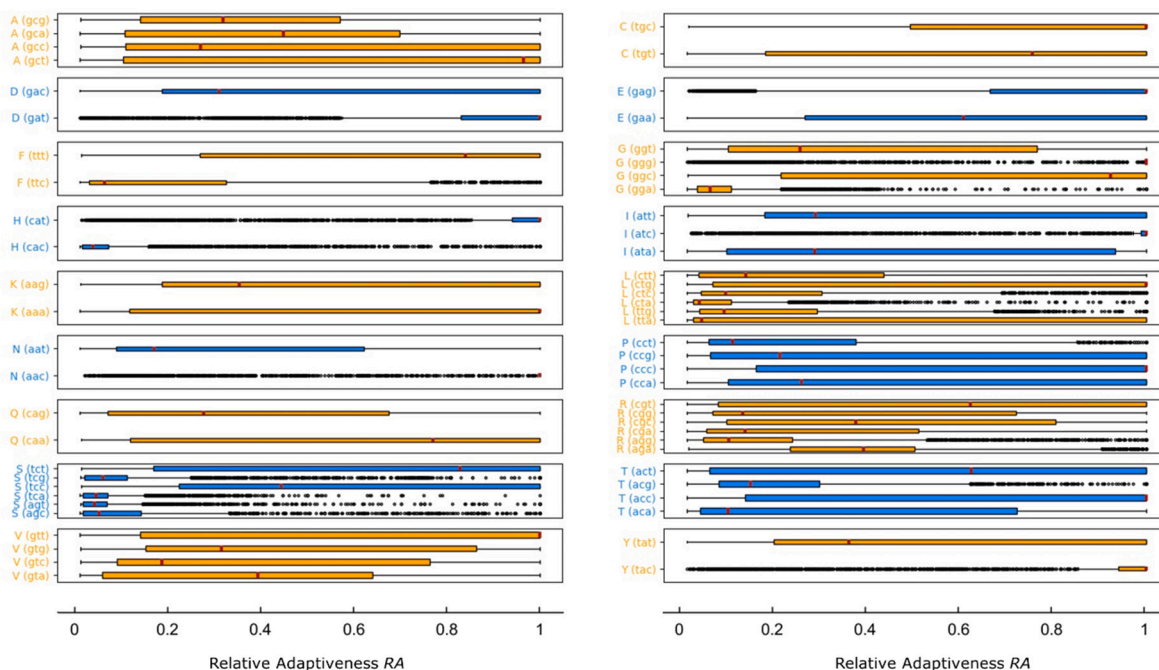 A (gcg)
A (gca)
A (gcc)
A (gct)
D (gac)
D (gat)
F (ttt)
F (ttc)
H (cat)
H (cac)
K (aag)
K (aaa)
N (aat)
N (aac)
Q (cag)
Q (caa)
S (tct)
S (tcg)
S (tcc)
S (tca)
S (agt)
S (agc)
V (gtt)
V (gtg)
V (gtc)
V (gta)
0 0.2 0.4 0.6 0.8 1
Relative Adaptiveness RA
C (tgc)
C (tgt)
E (gag)
E (gaa)
G (ggt)
G (ggg)
G (ggc)
G (gga)
I (att)
I (atc)
I (ata)
L (ctt)
L (ctg)
L (ctc)
L (cta)
L (ttg)
L (tta)
P (cct)
P (ccg)
P (ccc)
P (cca)
R (cgt)
R (cgg)
R (cgc)
R (cga)
R (agg)
R (aga)
T (act)
T (acg)
T (acc)
T (aca)
Y (tat)
Y (tac)
0 0.2 0.4 0.6 0.8 1
Relative Adaptiveness RA